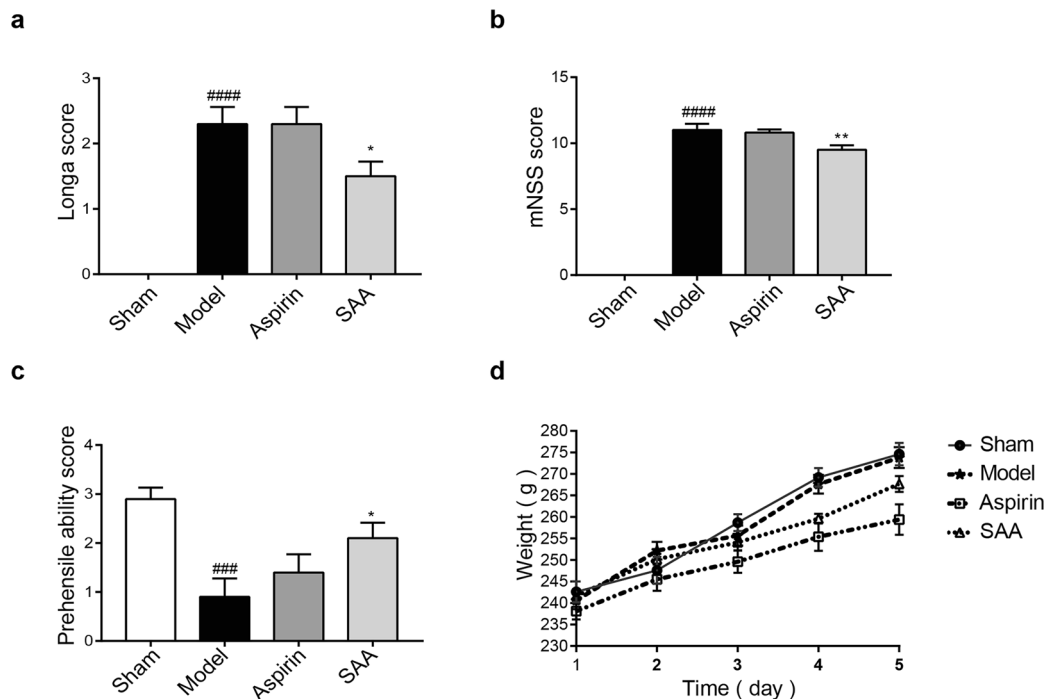 a
Longa score
3
2
1
0
####
*
Sham
Model
Aspirin
SAA
b
mNSS score
15
10
5
0
####
**
Sham
Model
Aspirin
SAA
c
Prehensile ability score
4
3
2
1
0
###
*
Sham
Model
Aspirin
SAA
d
Weight ( g )
280
275
270
265
260
255
250
245
240
235
230
1 2 3 4 5
Time ( day )
Sham
Model
Aspirin
SAA